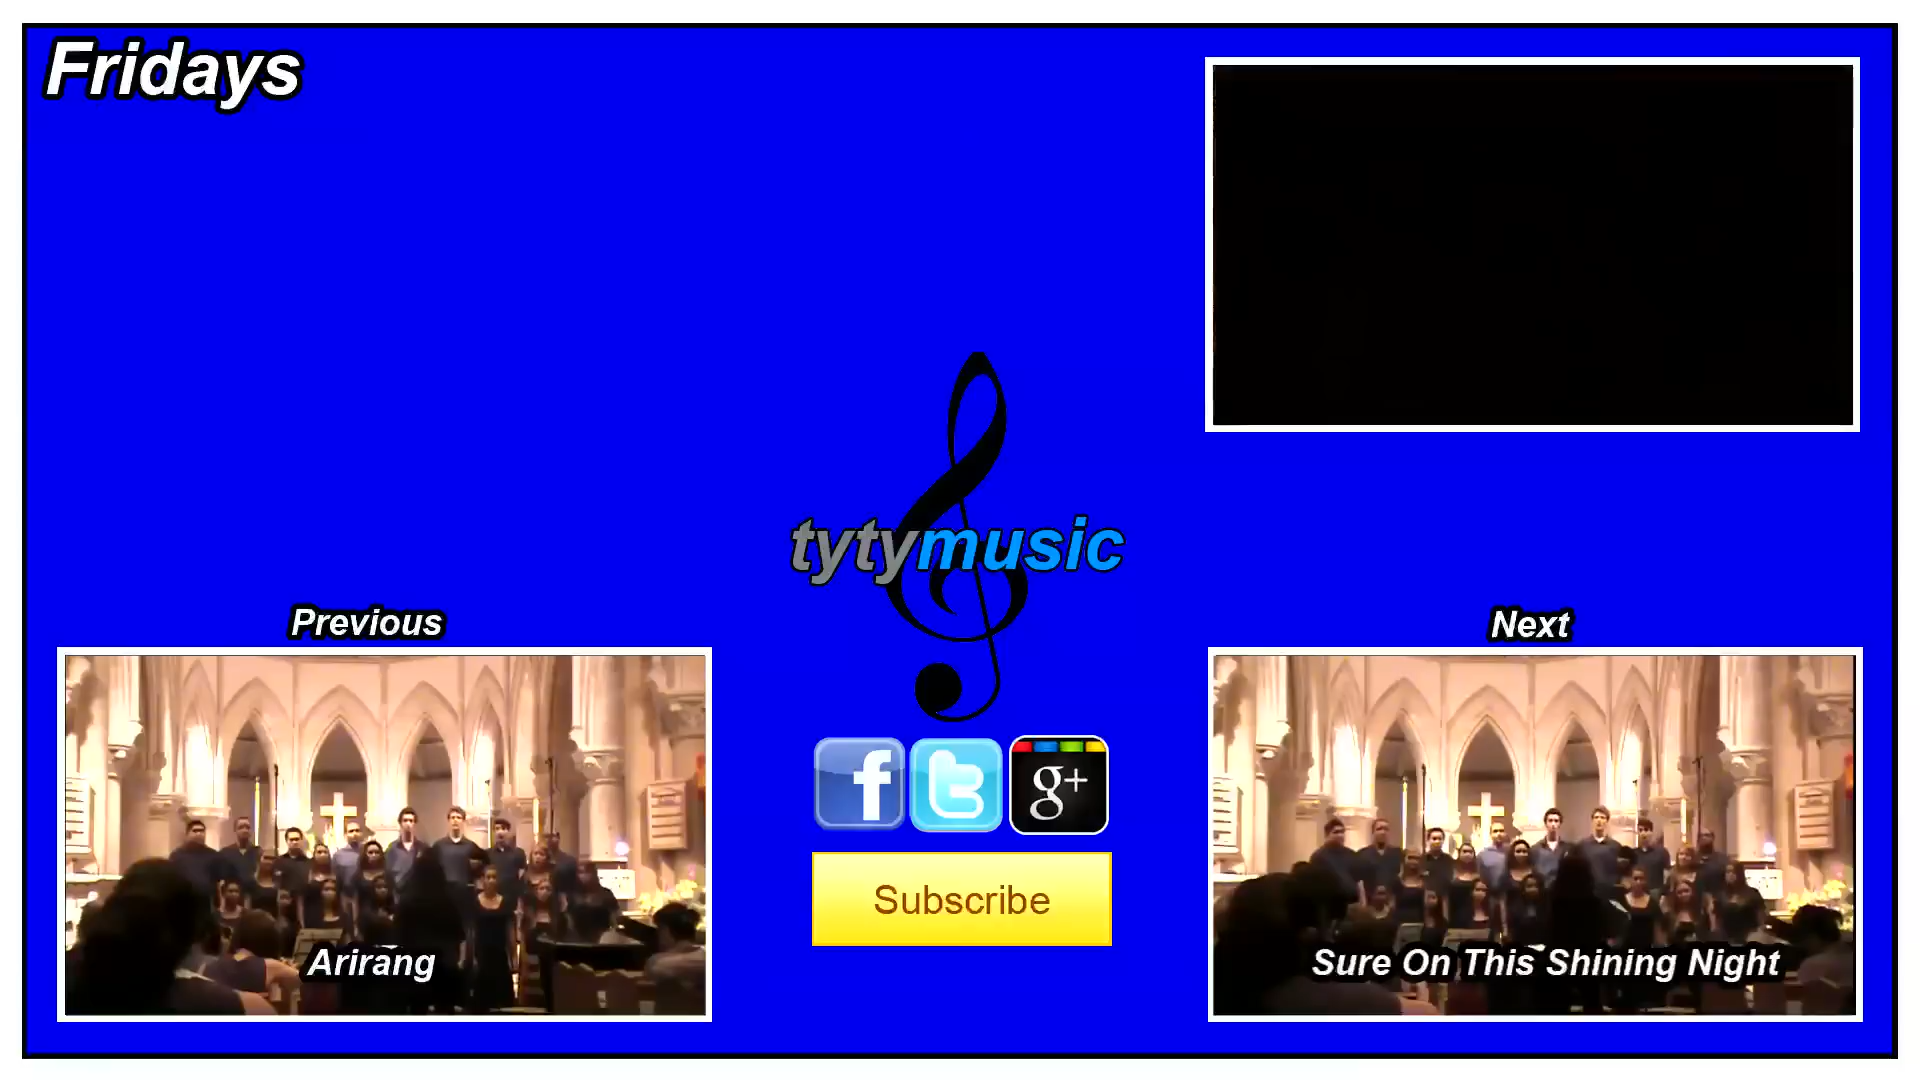 Fridays
tytymusic
Previous
Next
f
t
g+
Subscribe
Arirang
Sure On This Shining Night